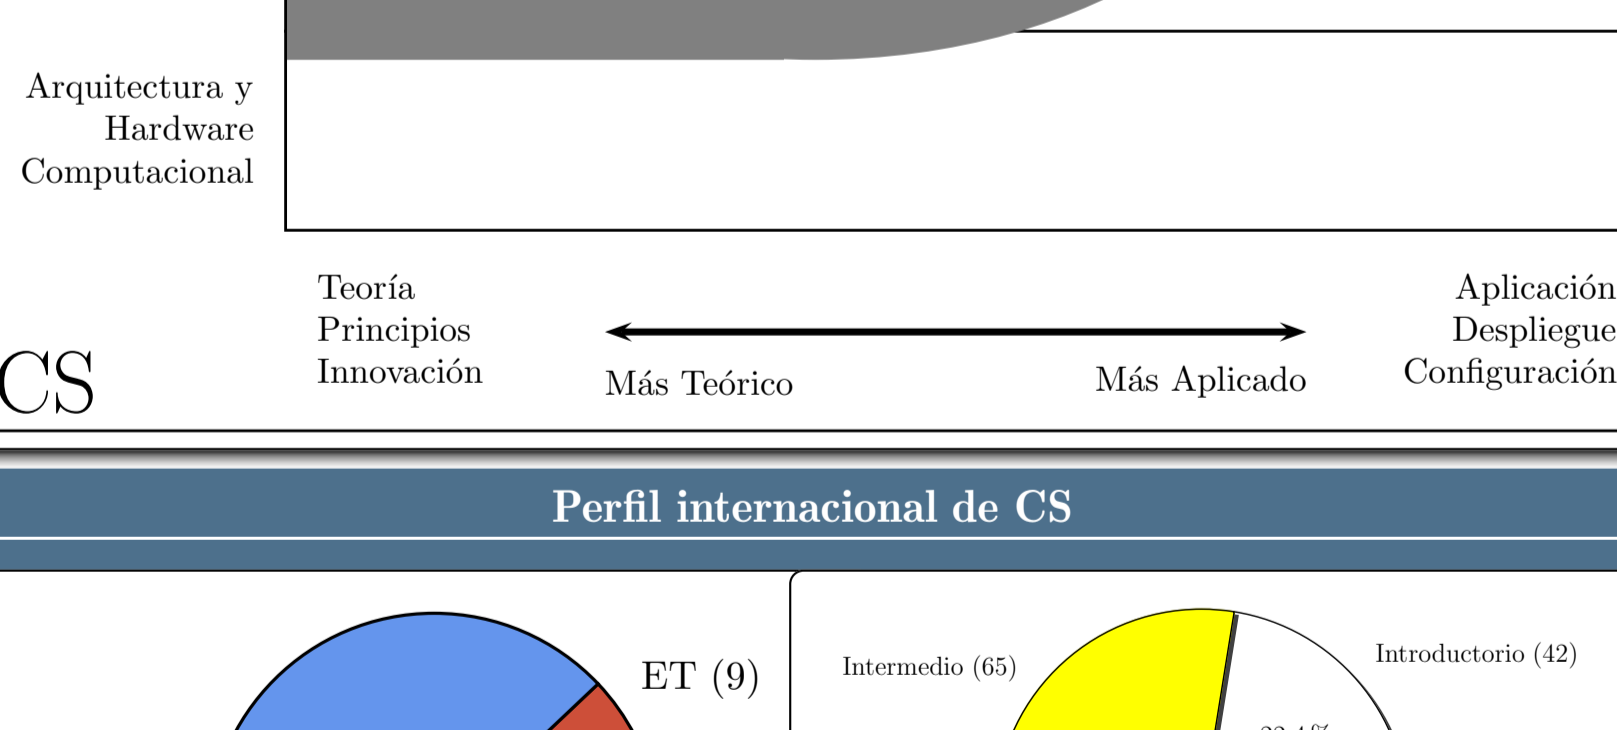 Arquitectura y
Hardware
Computacional
Teoría
Principios
Innovación
Más Teórico
Más Aplicado
Aplicación
Despliegue
Configuración
CS
Perfil internacional de CS
ET (9)
Intermedio (65)
Introductorio (42)